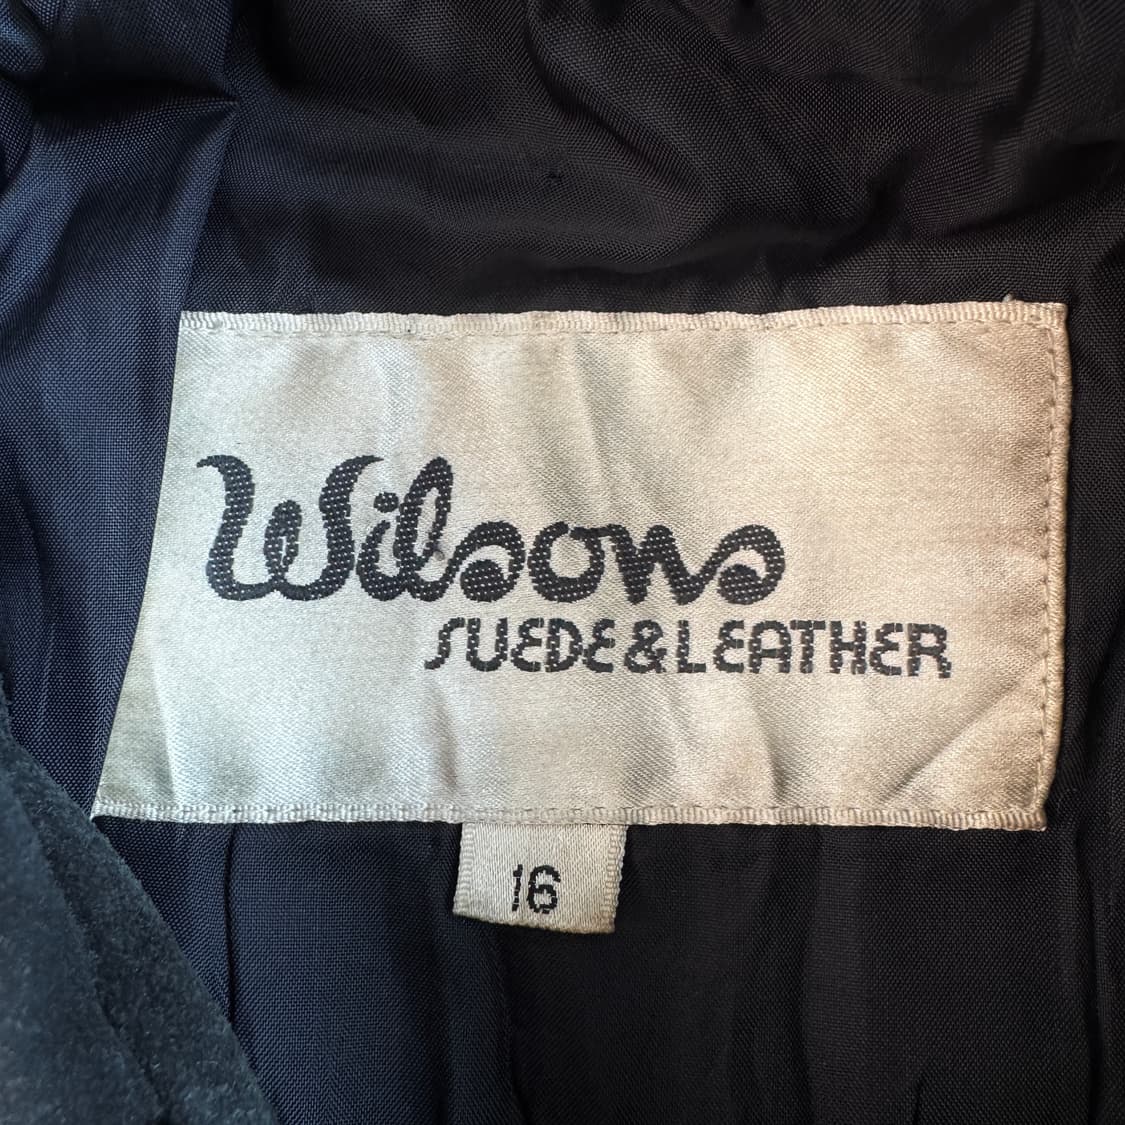 Wilsons
SUEDE & LEATHER
16